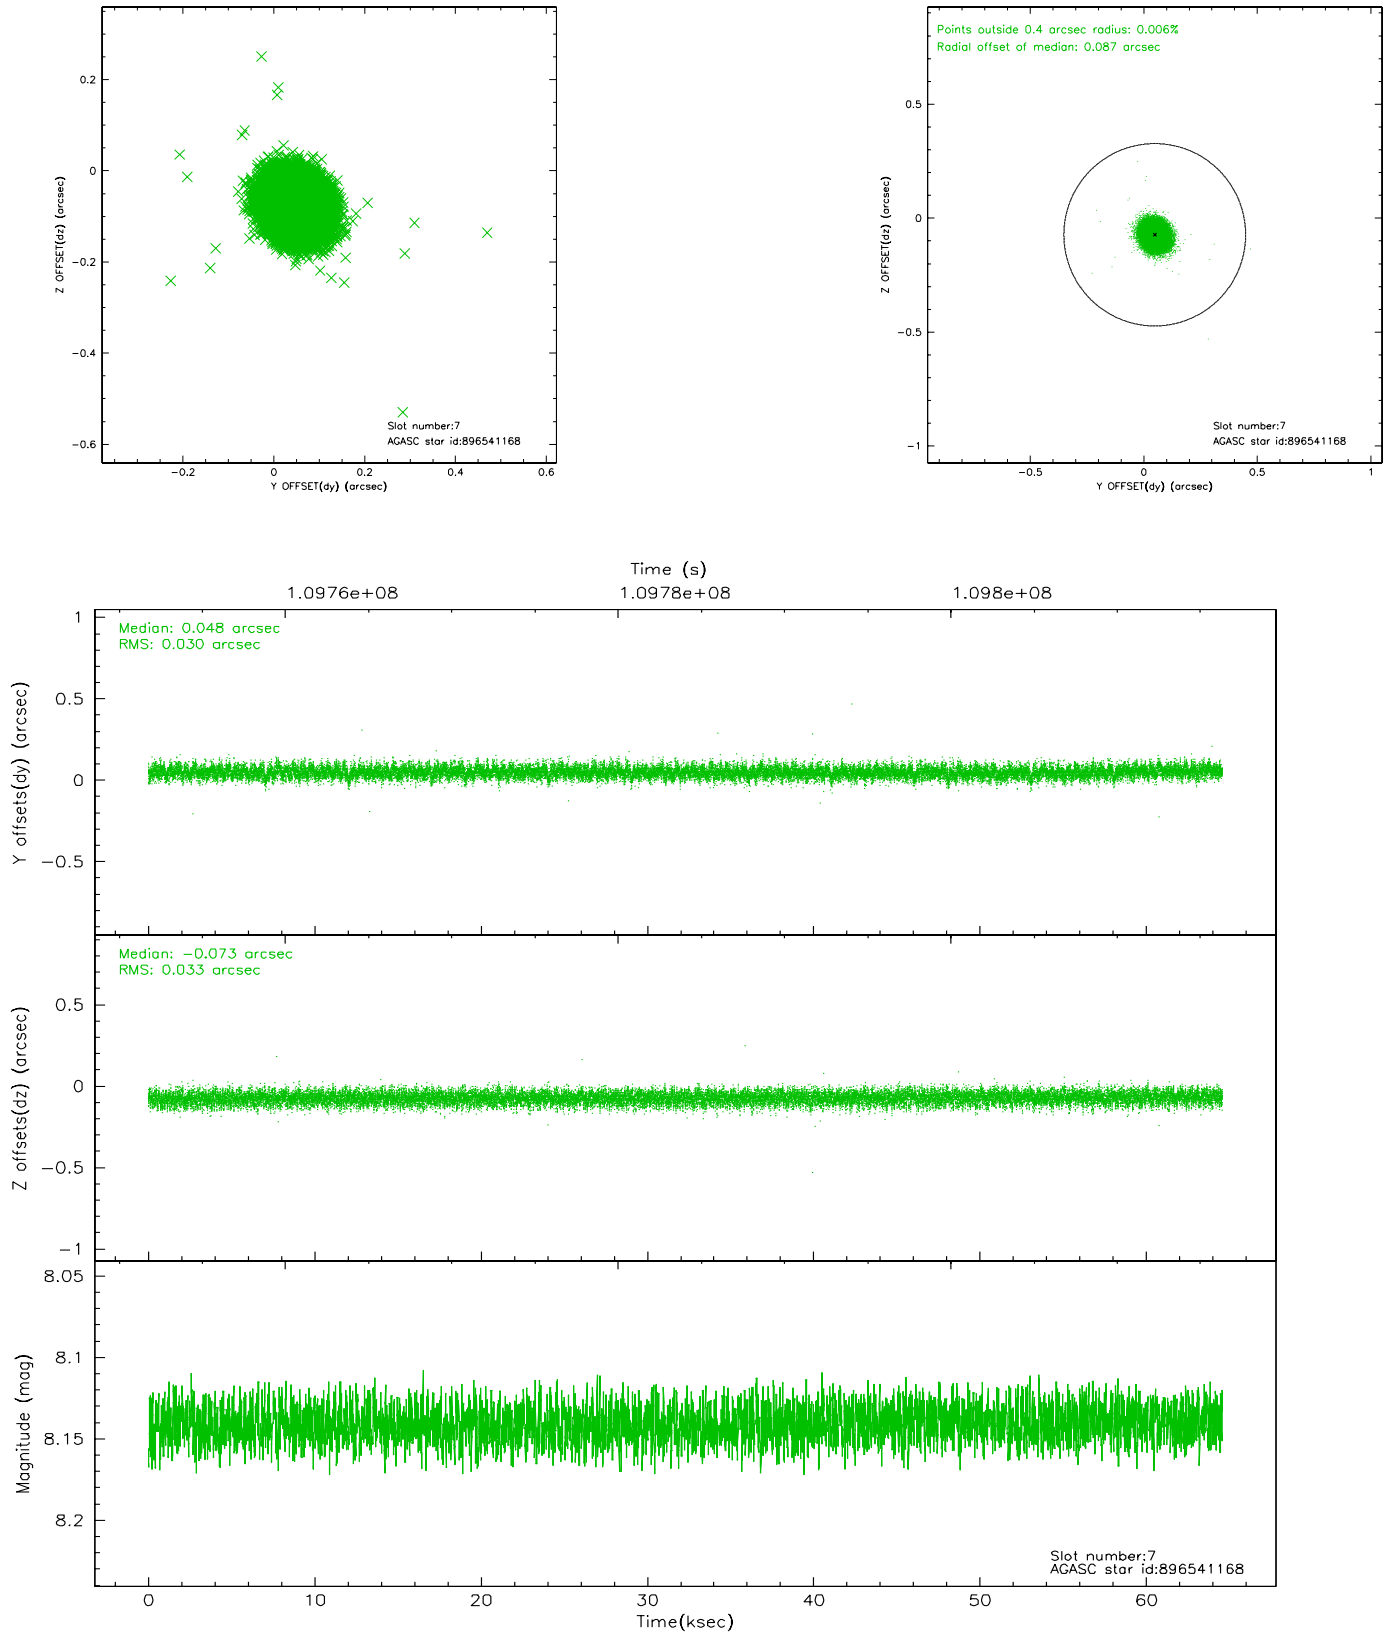 0.2
0
−0.2
−0.4
−0.6
Z OFFSET(dz) (arcsec)
Slot number:7
AGASC star id:896541168
−0.2 0 0.2 0.4 0.6
Y OFFSET(dy) (arcsec)
Points outside 0.4 arcsec radius: 0.006%
Radial offset of median: 0.087 arcsec
0.5
0
−0.5
−1
Z OFFSET(dz) (arcsec)
Slot number:7
AGASC star id:896541168
−0.5 0 0.5 1
Y OFFSET(dy) (arcsec)
Time (s)
1.0976e+08 1.0978e+08 1.098e+08
Median: 0.048 arcsec
RMS: 0.030 arcsec
1
0.5
0
−0.5
Y offsets(dy) (arcsec)
Median: −0.073 arcsec
RMS: 0.033 arcsec
0.5
0
−0.5
−1
Z offsets(dz) (arcsec)
8.05
8.1
8.15
8.2
Magnitude (mag)
Slot number:7
AGASC star id:896541168
0 10 20 30 40 50 60
Time(ksec)